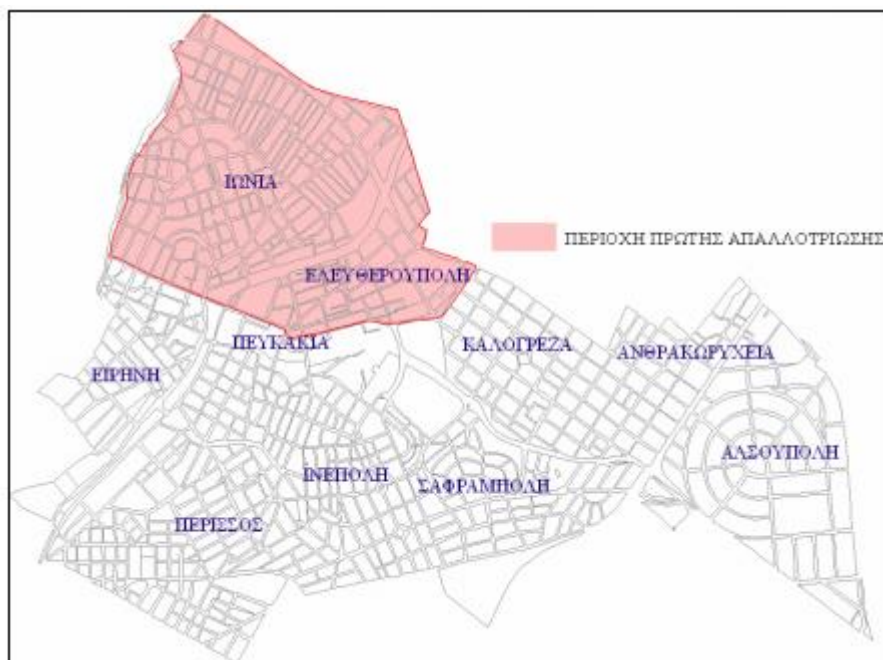 ΙΩΝΙΑ
ΠΕΡΙΟΧΗ ΠΡΩΤΗΣ ΑΠΑΛΛΟΤΡΙΩΣΗΣ
ΕΛΕΥΘΕΡΟΥΠΟΛΗ
ΠΕΥΚΑΚΙΑ
ΚΑΛΟΓΡΕΖΑ
ΑΝΘΡΑΚΩΡΥΧΕΙΑ
ΕΙΡΗΝΗ
ΑΛΣΟΥΠΟΛΗ
ΙΝΕΠΟΛΗ
ΣΑΦΡΑΜΠΟΛΗ
ΠΕΡΙΣΣΟΣ